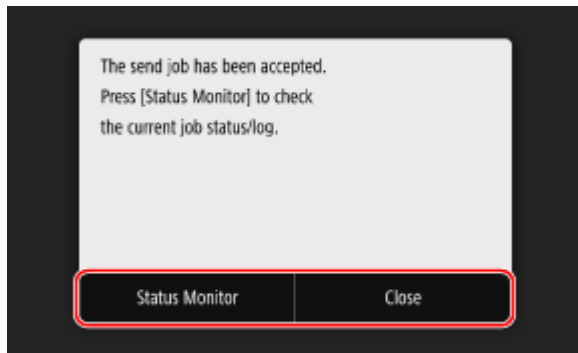 The send job has been accepted.
Press [Status Monitor] to check
the current job status/log.
Status Monitor Close